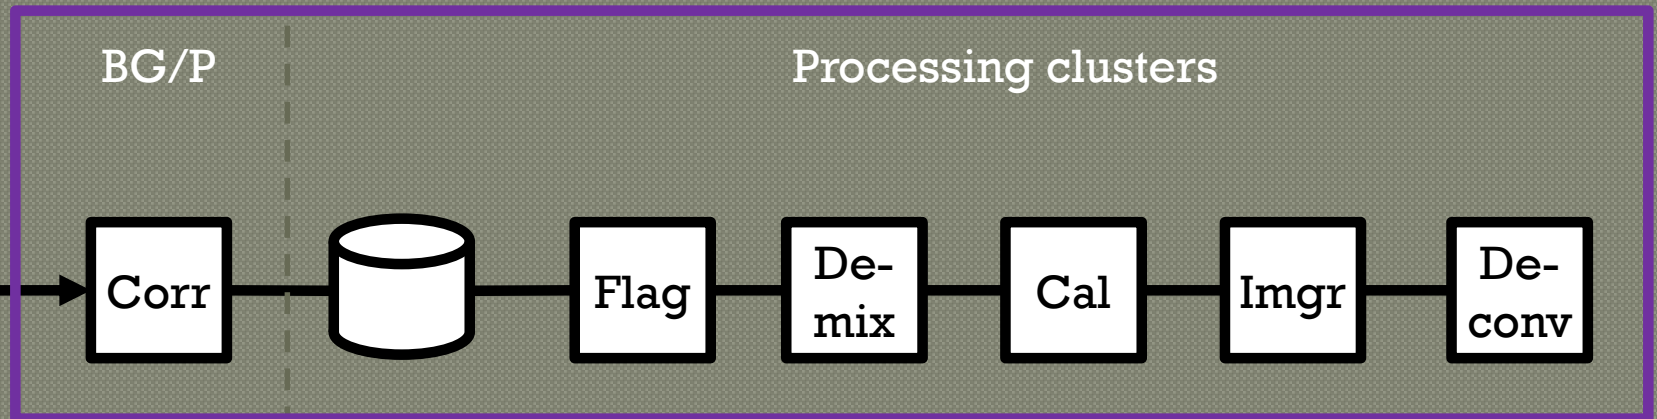 BG/P
Processing clusters
Corr
Flag
De-
mix
Cal
Imgr
De-
conv